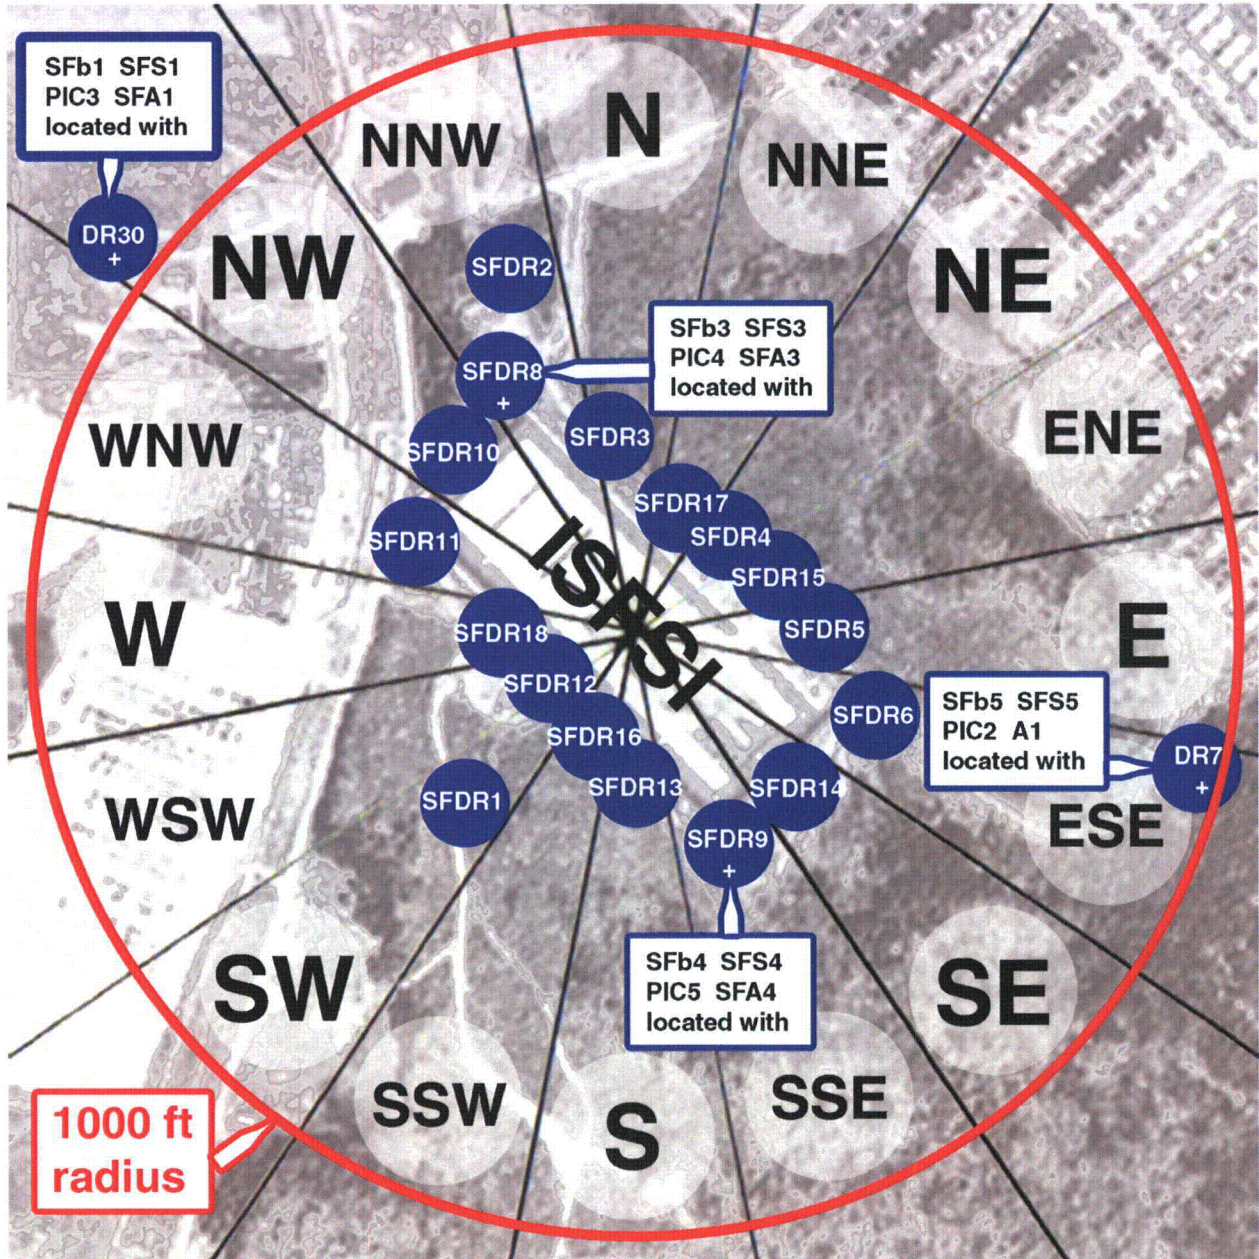 SFb1 SFS1
PIC3 SFA1
located with
DR30
+
NNW
N
NNE
NW
NE
SFDR2
SFb3 SFS3
PIC4 SFA3
located with
SFDR8
+
SFDR3
WNW
SFDR10
ENE
SFDR17
SFDR4
SFDR11
SFDR15
ISFSI
W
SFDR18
SFDR5
E
SFDR12
SFDR6
SFb5 SFS5
PIC2 A1
located with
DR7
+
SFDR16
SFDR13
SFDR14
SFDR1
WSW
ESE
SFDR9
+
SFb4 SFS4
PIC5 SFA4
located with
SW
SE
SSW
S
SSE
1000 ft
radius